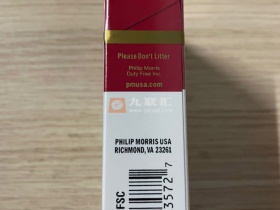 Please Don't Litter
Philip Morris
Duty Free Inc
pmusa.com
九联汇
PHILIP MORRIS USA
RICHMOND, VA 23261
FSC
35727